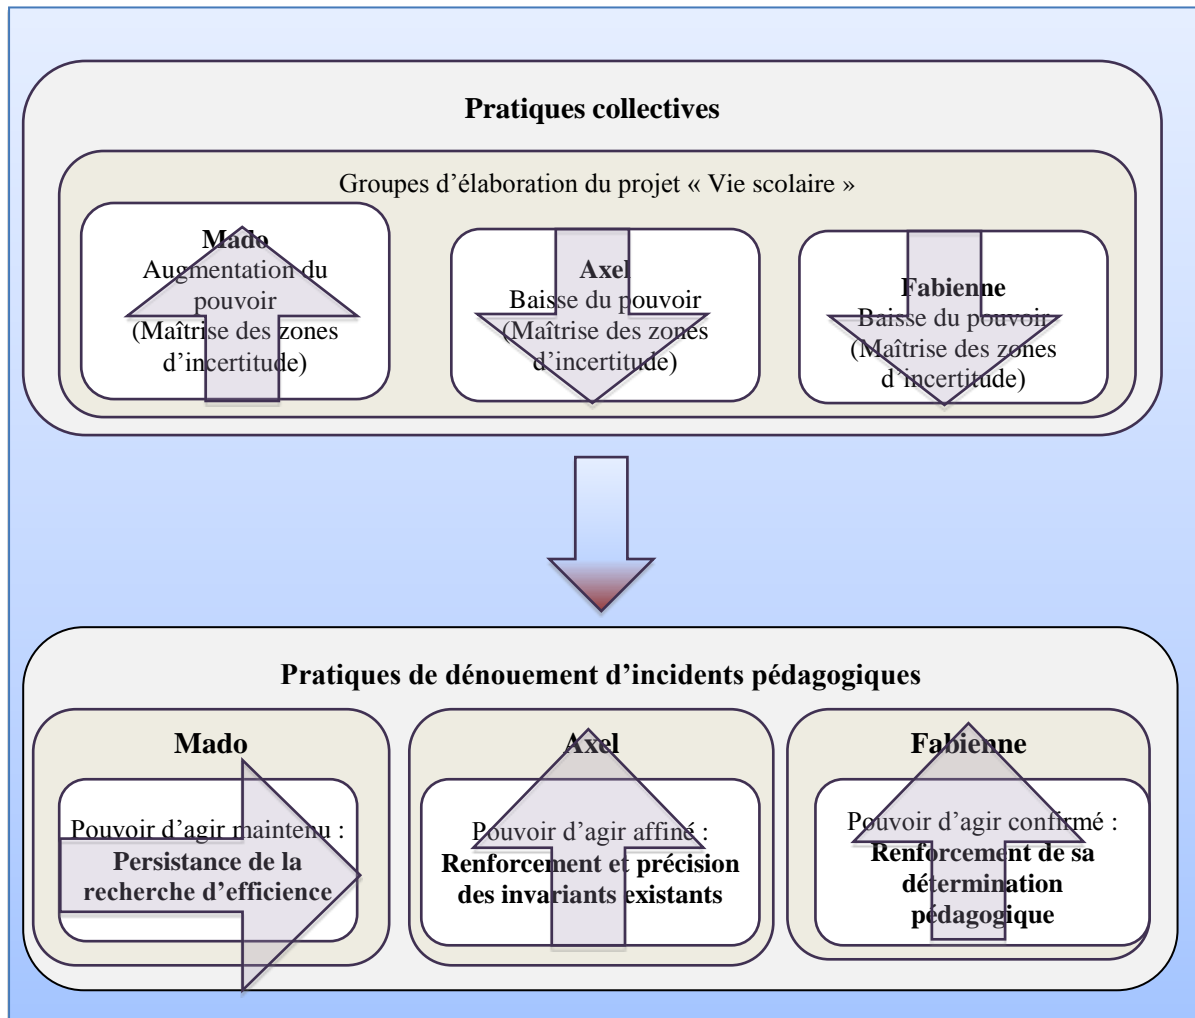 Pratiques collectives
Groupes d'élaboration du projet « Vie scolaire »
Mado
Augmentation du
pouvoir
(Maîtrise des zones
d'incertitude)
Axel
Baisse du pouvoir
(Maîtrise des zones
d'incertitude)
Fabienne
Baisse du pouvoir
(Maîtrise des zones
d'incertitude)
Pratiques de dénouement d'incidents pédagogiques
Mado
Pouvoir d'agir maintenu :
Persistance de la
recherche d'efficience
Axel
Pouvoir d'agir affiné :
Renforcement et précision
des invariants existants
Fabienne
Pouvoir d'agir confirmé :
Renforcement de sa
détermination
pédagogique